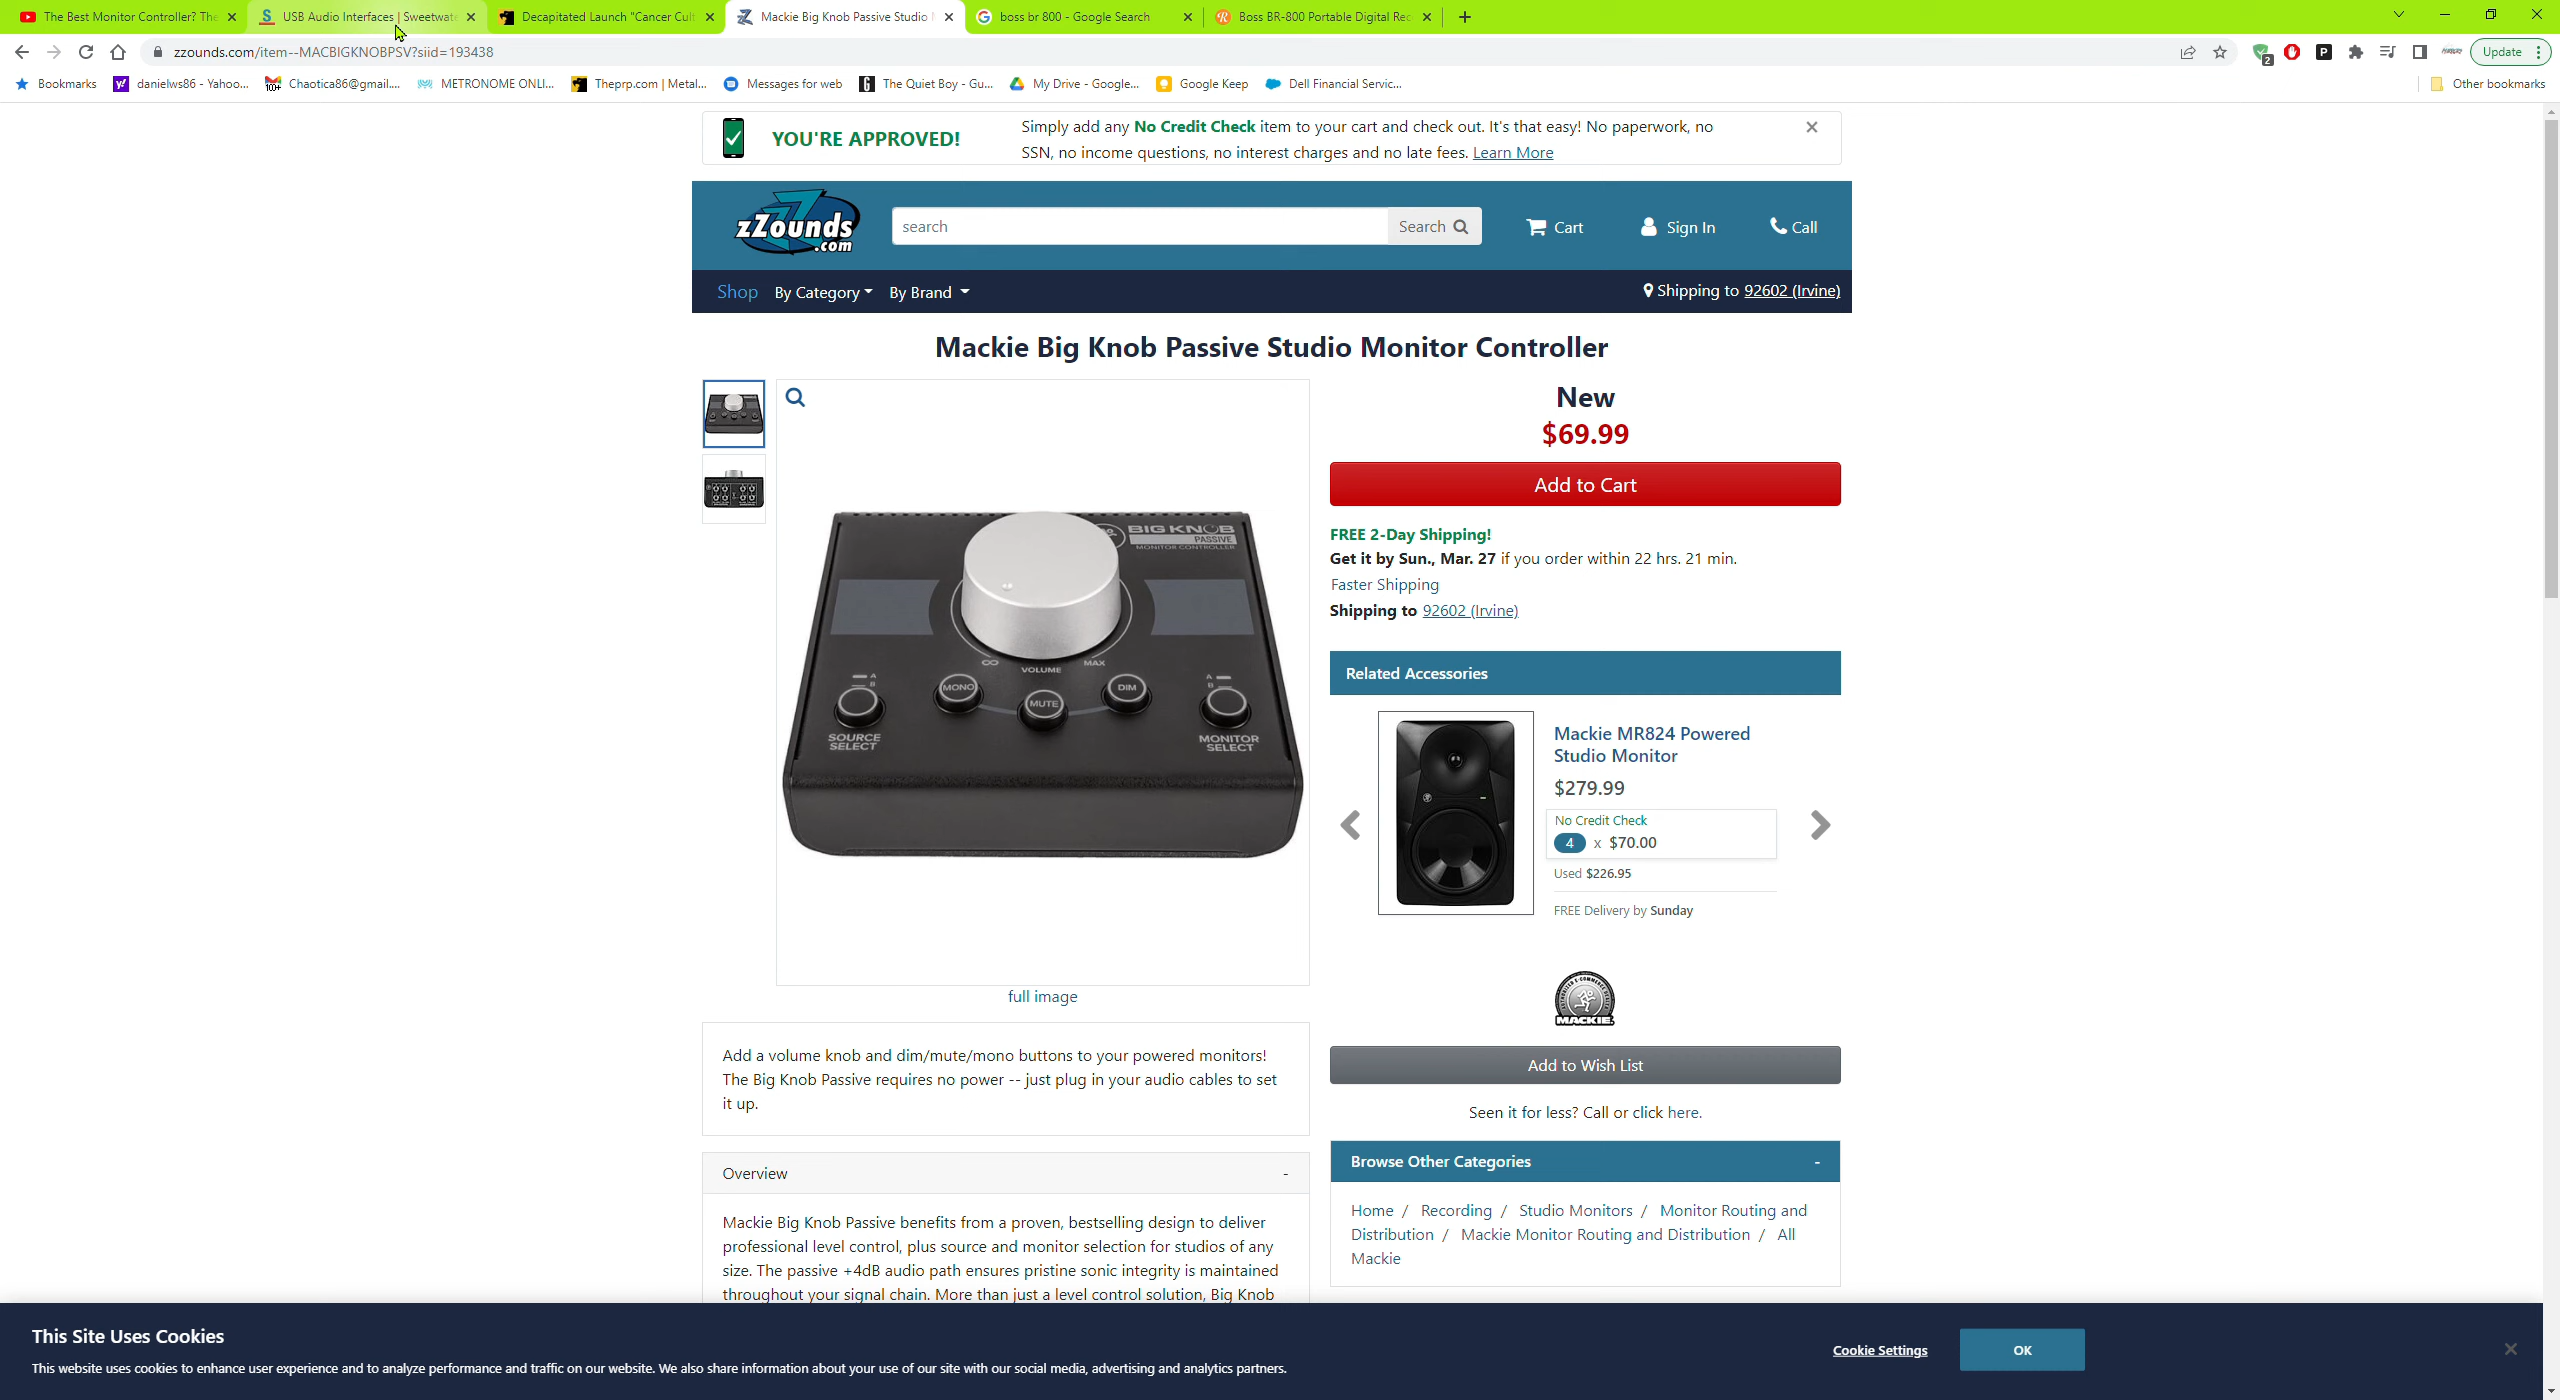 The Best Monitor Controller? The
USB Audio Interfaces | Sweetwate
Decapitated Launch "Cancer Cult
Mackie Big Knob Passive Studio
boss br 800 - Google Search
Boss BR-800 Portable Digital Rec
zzounds.com/item--MACBIGKNOBPSV?siid=193438
2
P
Update
Bookmarks
danielws86 - Yahoo...
100+
Chaotica86@gmail....
METRONOME ONLI...
Theprp.com | Metal...
Messages for web
The Quiet Boy - Gu...
My Drive - Google...
Google Keep
Dell Financial Servic...
Other bookmarks
YOU'RE APPROVED!
Simply add any No Credit Check item to your cart and check out. It's that easy! No paperwork, no
SSN, no income questions, no interest charges and no late fees. Learn More
zZounds
.com
search
Search
Cart
Sign In
Call
Shop
By Category
By Brand
Shipping to 92602 (Irvine)
Mackie Big Knob Passive Studio Monitor Controller
BIG KNOB
PASSIVE
MONITOR CONTROLLER
∞
VOLUME
MAX
A
B
MONO
MUTE
DIM
A
B
SOURCE
SELECT
MONITOR
SELECT
full image
New
$69.99
Add to Cart
FREE 2-Day Shipping!
Get it by Sun., Mar. 27 if you order within 22 hrs. 21 min.
Faster Shipping
Shipping to 92602 (Irvine)
Related Accessories
Mackie MR824 Powered
Studio Monitor
$279.99
No Credit Check
4 x $70.00
Used $226.95
FREE Delivery by Sunday
MACKIE.
Add to Wish List
Seen it for less? Call or click here.
Add a volume knob and dim/mute/mono buttons to your powered monitors!
The Big Knob Passive requires no power -- just plug in your audio cables to set
it up.
Overview
-
Mackie Big Knob Passive benefits from a proven, bestselling design to deliver
professional level control, plus source and monitor selection for studios of any
size. The passive +4dB audio path ensures pristine sonic integrity is maintained
throughout your signal chain. More than just a level control solution, Big Knob
Browse Other Categories
-
Home / Recording / Studio Monitors / Monitor Routing and
Distribution / Mackie Monitor Routing and Distribution / All
Mackie
This Site Uses Cookies
This website uses cookies to enhance user experience and to analyze performance and traffic on our website. We also share information about your use of our site with our social media, advertising and analytics partners.
Cookie Settings
OK